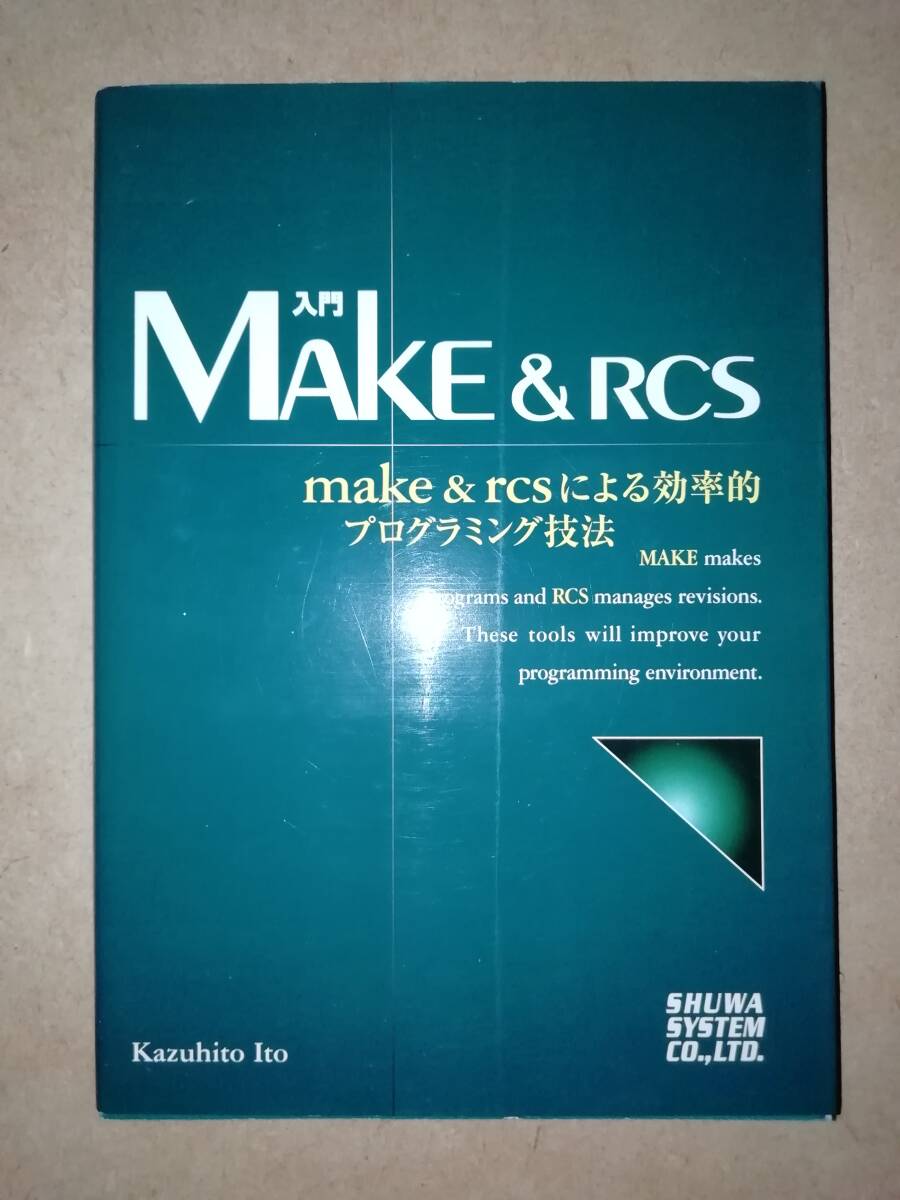 入門
MAKE & RCS
make & rcsによる効率的
プログラミング技法
MAKE makes
and RCS manages revisions.
These tools will improve your
programming environment.
Kazuhito Ito
SHUWA
SYSTEM
CO.,LTD.